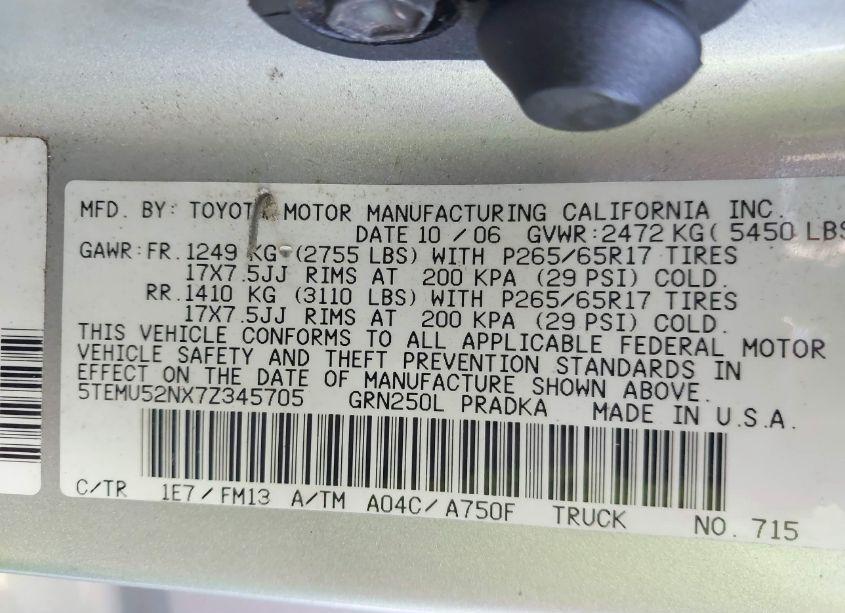 MFD. BY: TOYOTA MOTOR MANUFACTURING CALIFORNIA INC.
DATE 10 / 06 GVWR: 2472 KG( 5450 LBS
GAWR: FR. 1249 KG (2755 LBS) WITH P265/65R17 TIRES
17X7.5JJ RIMS AT 200 KPA (29 PSI) COLD.
RR. 1410 KG (3110 LBS) WITH P265/65R17 TIRES
17X7.5JJ RIMS AT 200 KPA (29 PSI) COLD.
THIS VEHICLE CONFORMS TO ALL APPLICABLE FEDERAL MOTOR
VEHICLE SAFETY AND THEFT PREVENTION STANDARDS IN
EFFECT ON THE DATE OF MANUFACTURE SHOWN ABOVE.
5TEMU52NX7Z345705 GRN250L PRADKA MADE IN U.S.A.
C/TR 1E7 / FM13 A/TM A04C/ A750F TRUCK NO. 715